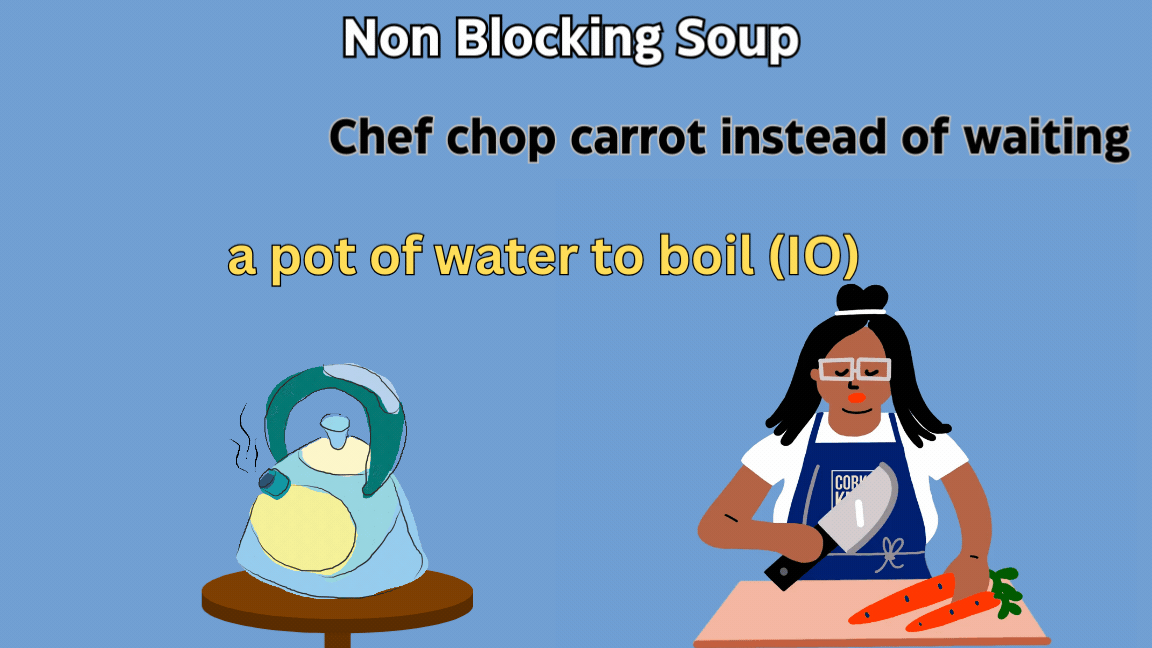 Non Blocking Soup
Chef chop carrot instead of waiting
a pot of water to boil (IO)